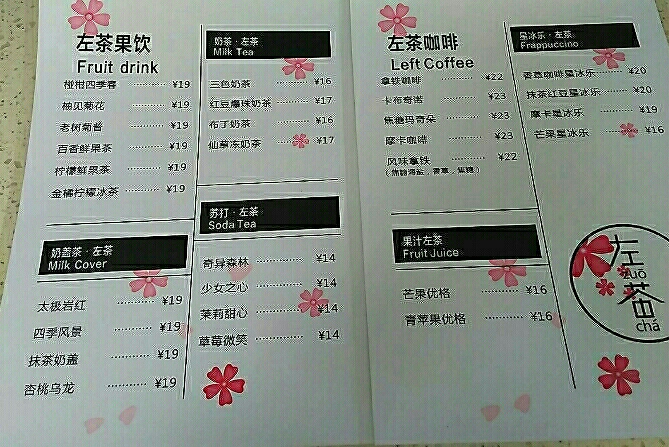 左茶果饮
Fruit drink
椪柑四季春 ¥19
柚见菊花 ¥19
老树菊酱 ¥19
百香鲜果茶 ¥19
柠檬鲜果茶 ¥19
金橘柠檬冰茶 ¥19
奶盖茶·左茶
Milk Cover
太极岩红 ¥19
四季风景 ¥19
抹茶奶盖 ¥19
杏桃乌龙 ¥19
奶茶·左茶
Milk Tea
三色奶茶 ¥16
红豆爆珠奶茶 ¥17
布丁奶茶 ¥16
仙草冻奶茶 ¥17
苏打·左茶
Soda Tea
奇异森林 ¥14
少女之心 ¥14
茉莉甜心 ¥14
草莓微笑 ¥14
左茶咖啡
Left Coffee
拿铁咖啡 ¥22
卡布奇诺 ¥23
焦糖玛奇朵 ¥23
摩卡咖啡 ¥23
风味拿铁 ¥22
(焦糖海盐，香草，焦糖)
果汁左茶
Fruit Juice
芒果优格 ¥16
青苹果优格 ¥16
星冰乐·左茶
Frappuccino
香草咖啡星冰乐 ¥20
抹茶红豆星冰乐 ¥20
摩卡星冰乐 ¥19
芒果星冰乐 ¥16
左
zuǒ
茶
chá